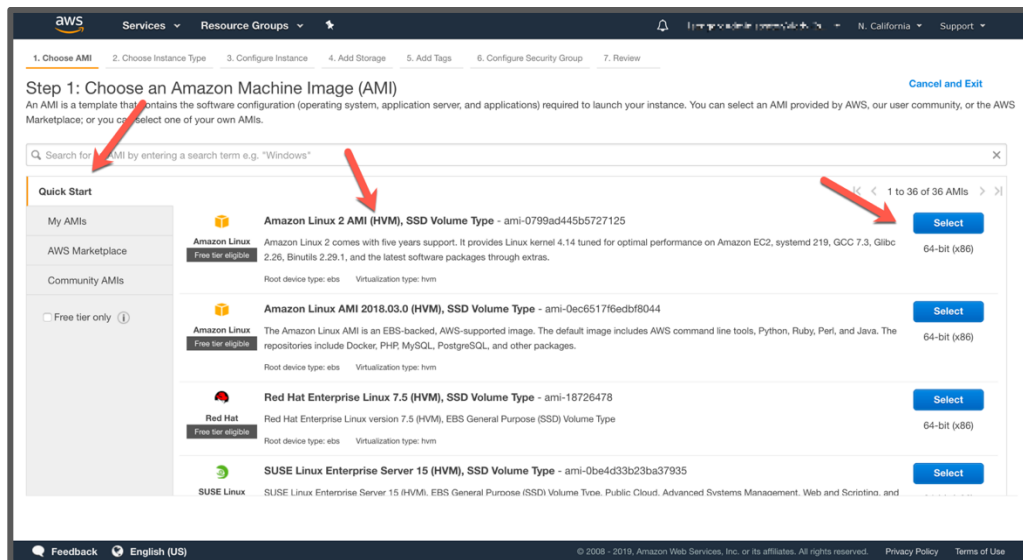 aws Services Resource Groups N. California Support
1. Choose AMI 2. Choose Instance Type 3. Configure Instance 4. Add Storage 5. Add Tags 6. Configure Security Group 7. Review
Step 1: Choose an Amazon Machine Image (AMI)
Cancel and Exit
An AMI is a template that contains the software configuration (operating system, application server, and applications) required to launch your instance. You can select an AMI provided by AWS, our user community, or the AWS
Marketplace; or you can select one of your own AMIs.
Search for AMI by entering a search term e.g. "Windows"
Quick Start
My AMIs
AWS Marketplace
Community AMIs
Free tier only
1 to 36 of 36 AMIs
Amazon Linux
Free tier eligible
Amazon Linux 2 AMI (HVM), SSD Volume Type - ami-0799ad445b5727125
Amazon Linux 2 comes with five years support. It provides Linux kernel 4.14 tuned for optimal performance on Amazon EC2, systemd 219, GCC 7.3, Glibc
2.26, Binutils 2.29.1, and the latest software packages through extras.
Root device type: ebs Virtualization type: hvm
Select
64-bit (x86)
Amazon Linux
Free tier eligible
Amazon Linux AMI 2018.03.0 (HVM), SSD Volume Type - ami-0ec6517f6edbf8044
The Amazon Linux AMI is an EBS-backed, AWS-supported image. The default image includes AWS command line tools, Python, Ruby, Perl, and Java. The
repositories include Docker, PHP, MySQL, PostgreSQL, and other packages.
Root device type: ebs Virtualization type: hvm
Select
64-bit (x86)
Red Hat
Free tier eligible
Red Hat Enterprise Linux 7.5 (HVM), SSD Volume Type - ami-18726478
Red Hat Enterprise Linux version 7.5 (HVM), EBS General Purpose (SSD) Volume Type
Root device type: ebs Virtualization type: hvm
Select
64-bit (x86)
SUSE Linux
SUSE Linux Enterprise Server 15 (HVM), SSD Volume Type - ami-0be4d33b23ba37935
SUSE Linux Enterprise Server 15 (HVM), EBS General Purpose (SSD) Volume Type. Public Cloud, Advanced Systems Management, Web and Scripting, and
Select
Feedback English (US) © 2008 - 2019, Amazon Web Services, Inc. or its affiliates. All rights reserved. Privacy Policy Terms of Use